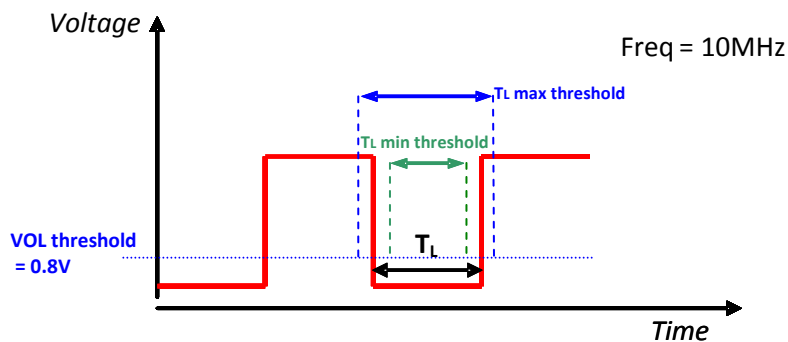 Voltage
Freq = 10MHz
TL max threshold
TL min threshold
VOL threshold
= 0.8V
TL
Time